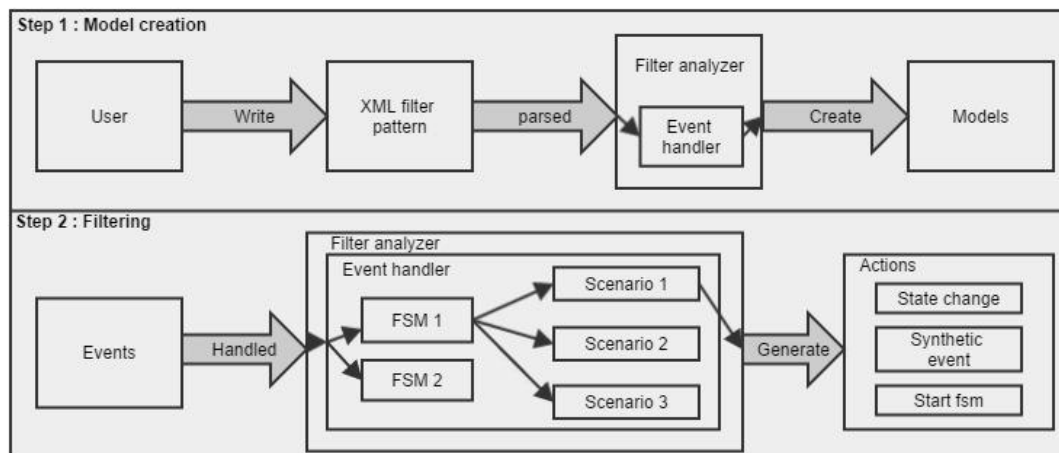 Step 1 : Model creation
User
Write
XML filter
pattern
parsed
Filter analyzer
Event
handler
Create
Models
Step 2 : Filtering
Events
Handled
Filter analyzer
Event handler
FSM 1
FSM 2
Scenario 1
Scenario 2
Scenario 3
Generate
Actions
State change
Synthetic
event
Start fsm